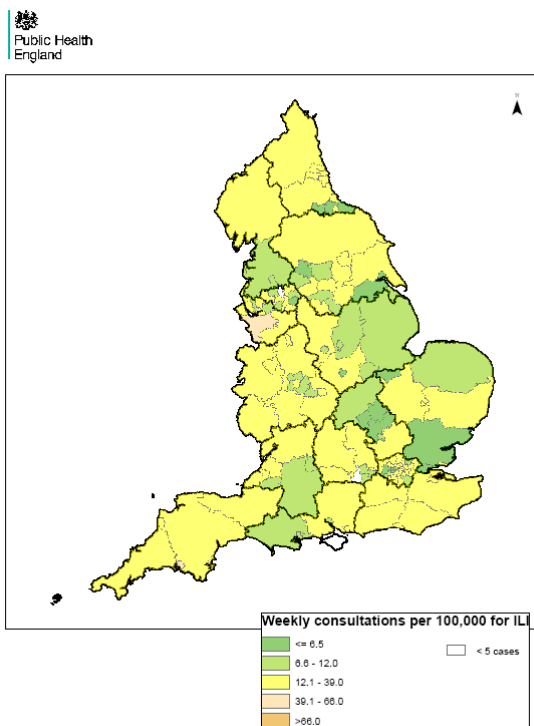 Public Health
England
N
Weekly consultations per 100,000 for ILI
<= 6.5
6.6 - 12.0
12.1 - 39.0
39.1 - 66.0
>66.0
< 5 cases